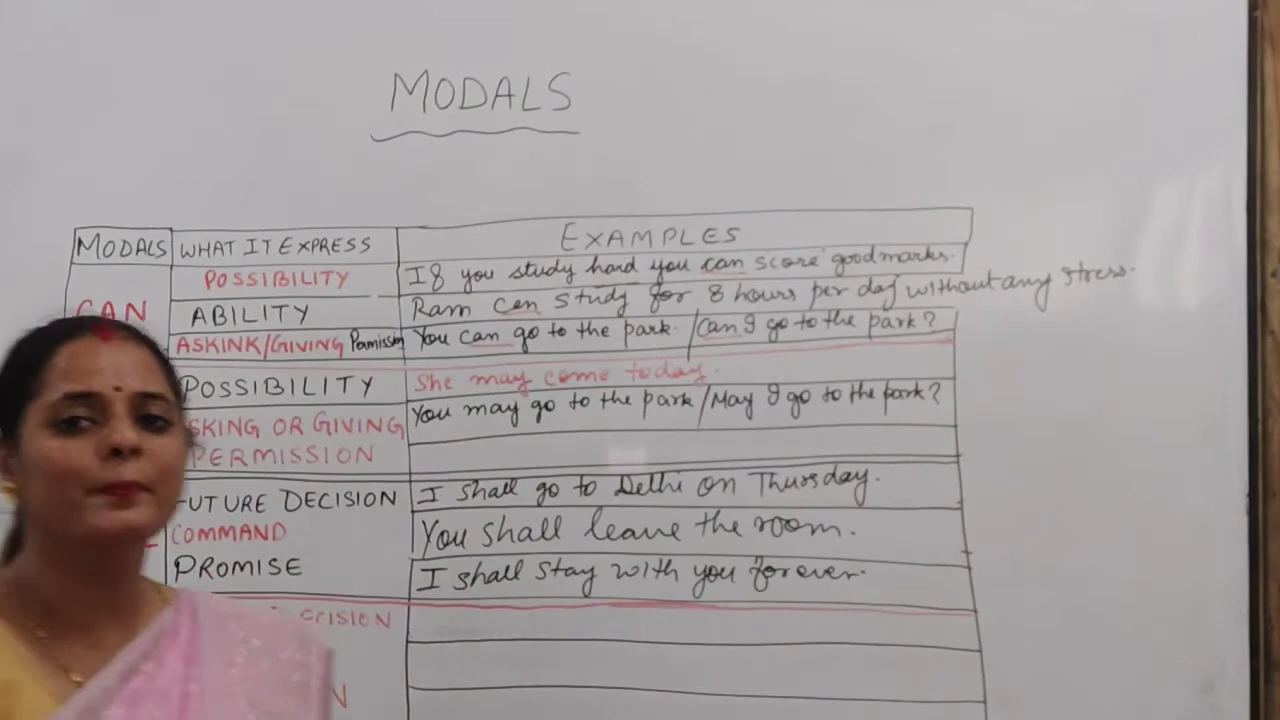 MODALS
MODALS WHAT IT EXPRESS EXAMPLES
CAN
POSSIBILITY If you study hard you can score good marks.
ABILITY Ram can study for 8 hours per day without any stress.
ASKINK/GIVING Permission You can go to the park. / Can I go to the park?
POSSIBILITY She may come today.
SKING OR GIVING PERMISSION You may go to the park / May I go to the park?
FUTURE DECISION I shall go to Delhi on Thursday.
COMMAND You shall leave the room.
PROMISE I shall stay with you forever.
CISION
N